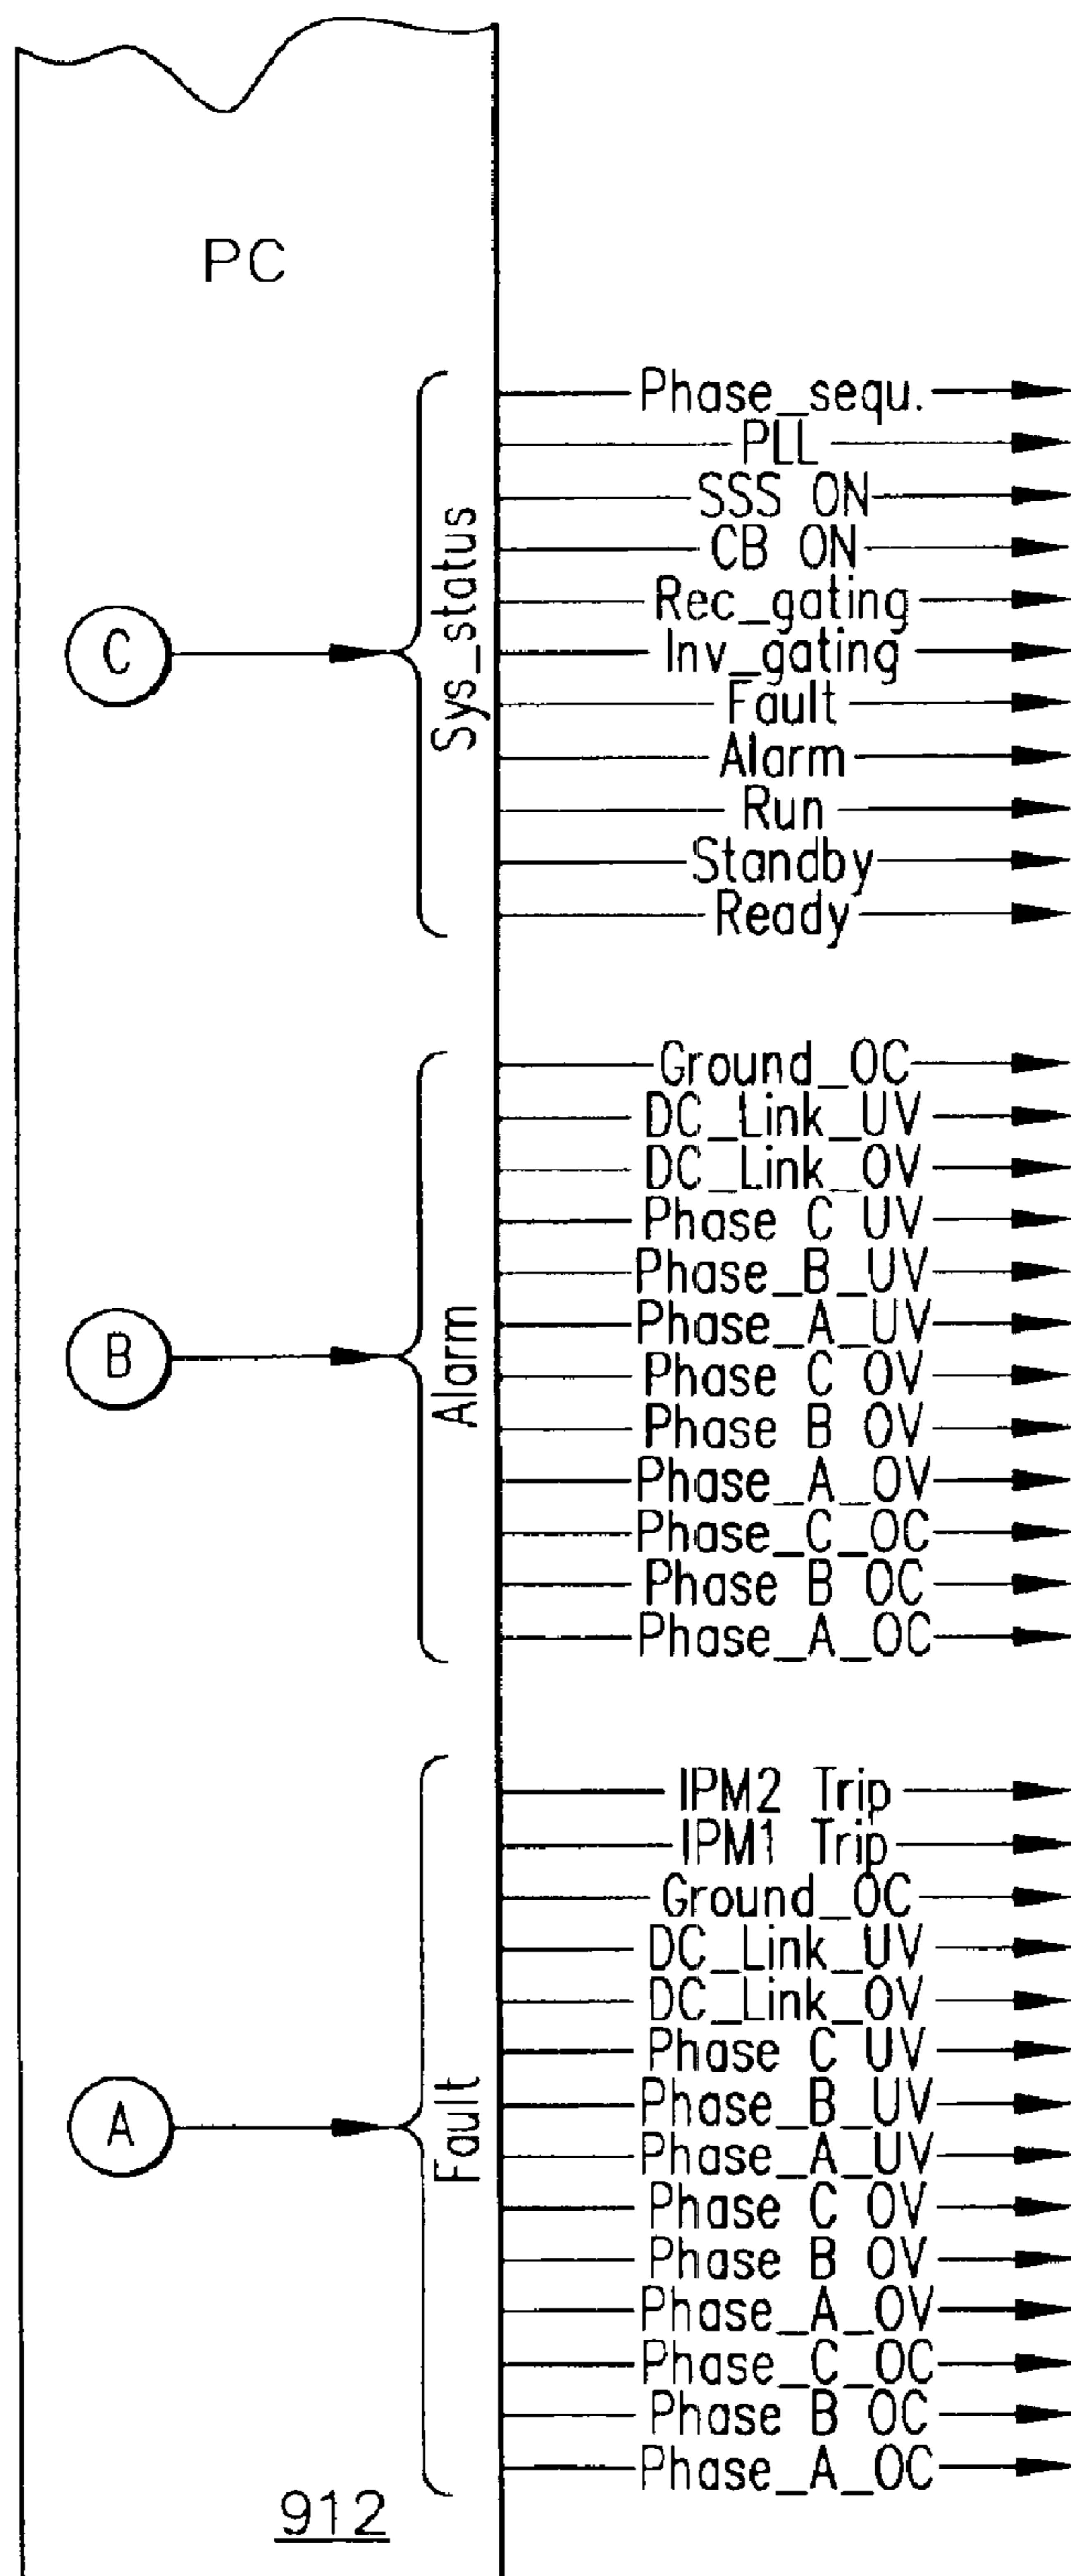 PC
C
Sys_status
Phase_sequ.
PLL
SSS ON
CB ON
Rec_gating
Inv_gating
Fault
Alarm
Run
Standby
Ready
B
Alarm
Ground_OC
DC_Link_UV
DC_Link_OV
Phase C UV
Phase_B_UV
Phase_A_UV
Phase C OV
Phase B OV
Phase_A_OV
Phase_C_OC
Phase B OC
Phase_A_OC
A
Fault
IPM2 Trip
IPM1 Trip
Ground_OC
DC_Link_UV
DC_Link_OV
Phase C UV
Phase_B_UV
Phase_A_UV
Phase C OV
Phase B OV
Phase_A_OV
Phase_C_OC
Phase B OC
Phase_A_OC
912